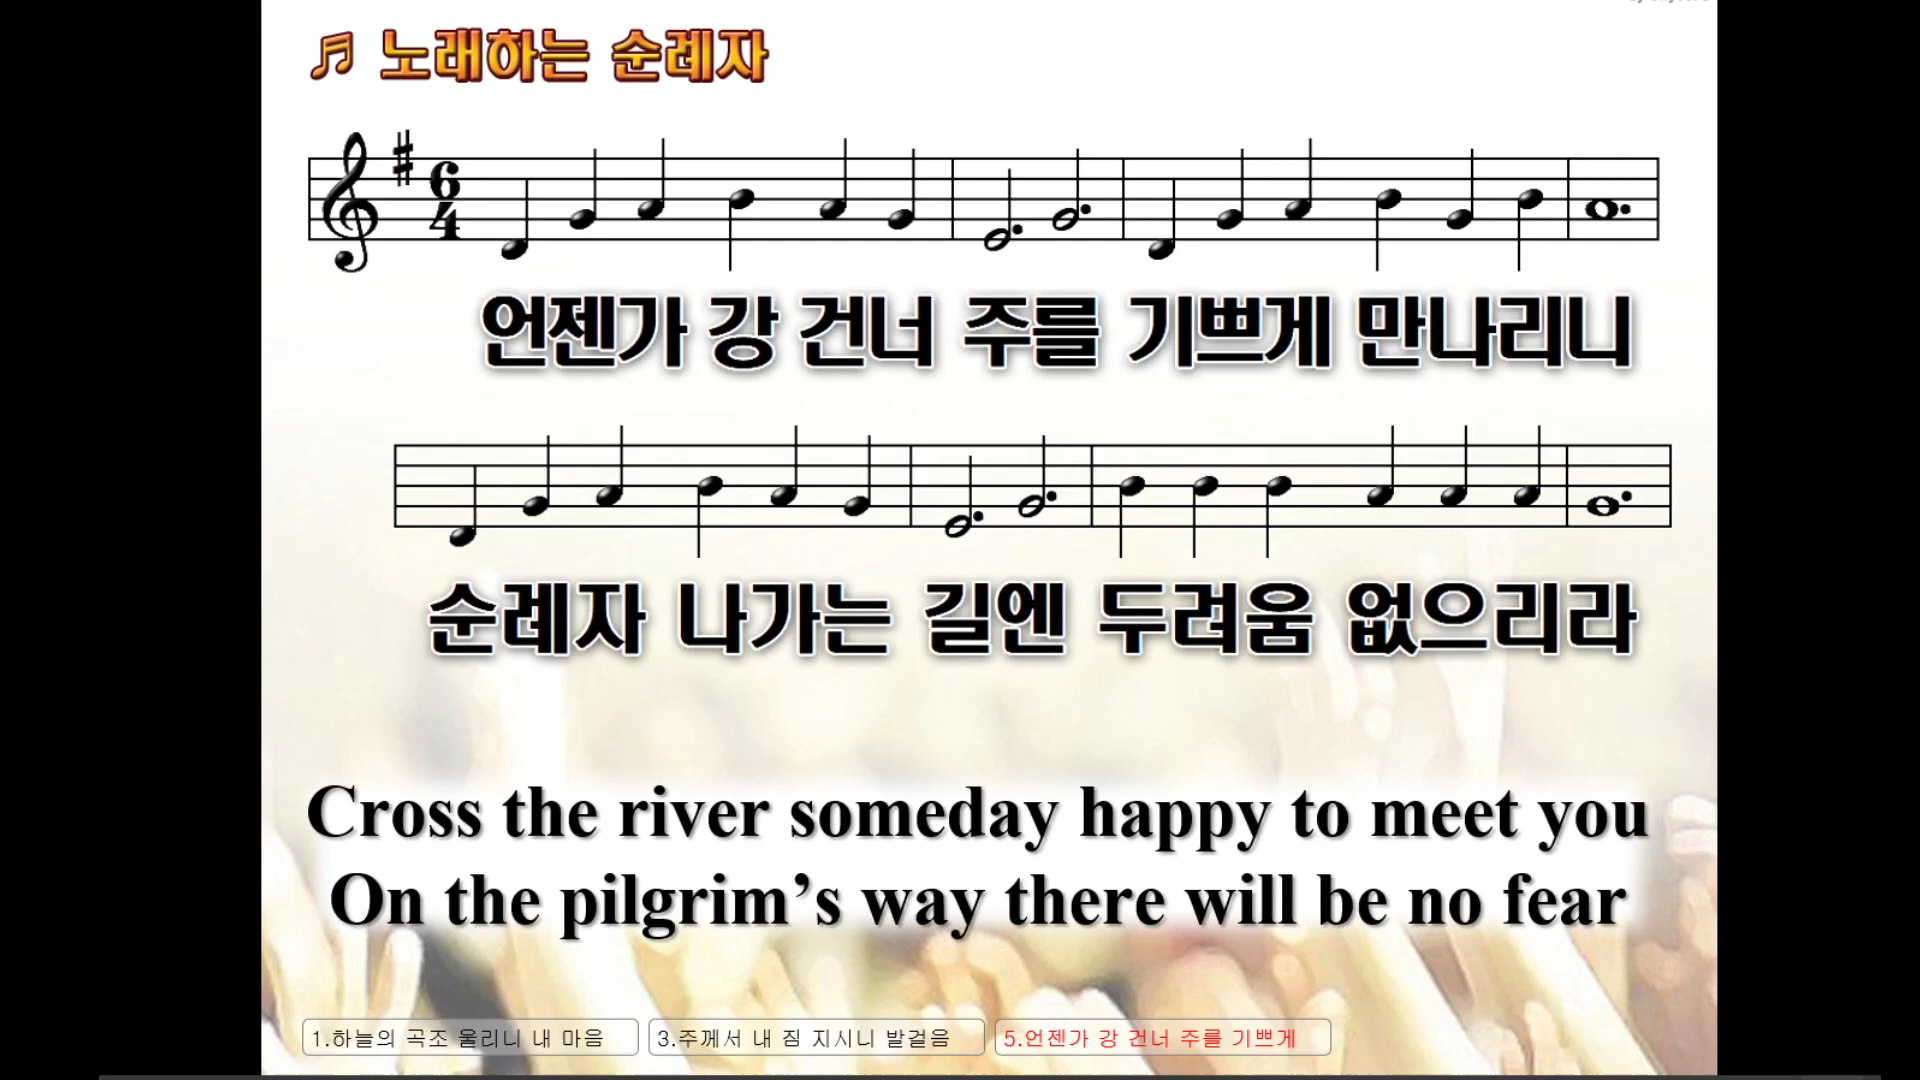 노래하는 순례자
6
4
언젠가 강 건너 주를 기쁘게 만나리니
순례자 나가는 길엔 두려움 없으리라
Cross the river someday happy to meet you
On the pilgrim’s way there will be no fear
1.하늘의 곡조 울리니 내 마음 3.주께서 내 짐 지시니 발걸음 5.언젠가 강 건너 주를 기쁘게